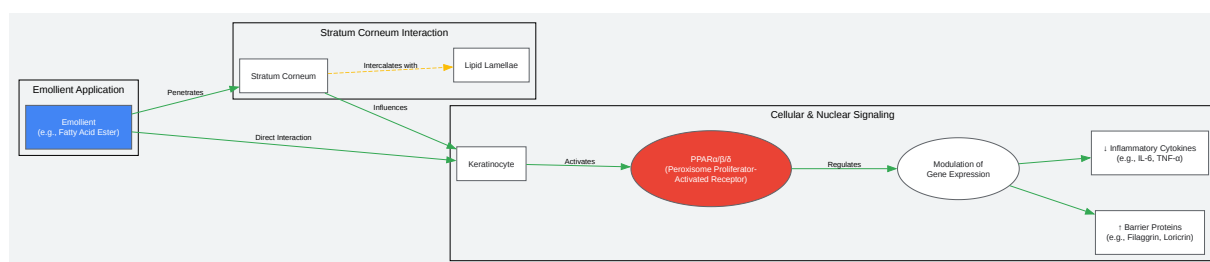 Emollient Application
Emollient
(e.g., Fatty Acid Ester)
Penetrates
Direct Interaction
Stratum Corneum Interaction
Stratum Corneum
Intercalates with
Lipid Lamellae
Influences
Cellular & Nuclear Signaling
Keratinocyte
Activates
PPARα/β/δ
(Peroxisome Proliferator-
Activated Receptor)
Regulates
Modulation of
Gene Expression
↓ Inflammatory Cytokines
(e.g., IL-6, TNF-α)
↑ Barrier Proteins
(e.g., Filaggrin, Loricrin)